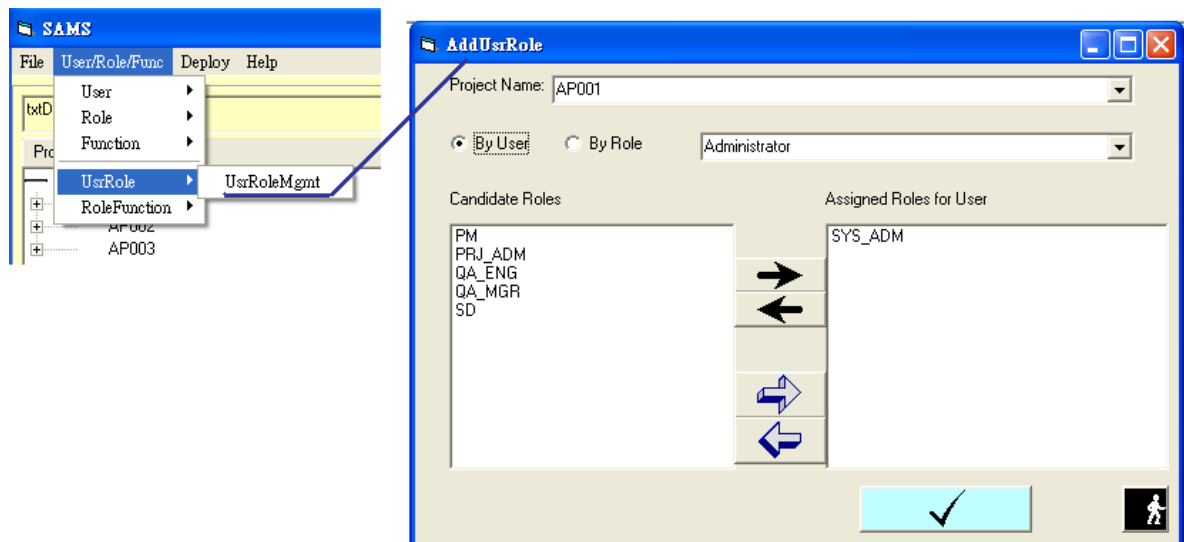 SAMS
File User/Role/Func Deploy Help
User
Role
Function
UsrRole
RoleFunction
UsrRoleMgmt
txtD
Pro
AP002
AP003
AddUsrRole
Project Name: AP001
By User By Role Administrator
Candidate Roles
PM
PRJ_ADM
QA_ENG
QA_MGR
SD
Assigned Roles for User
SYS_ADM